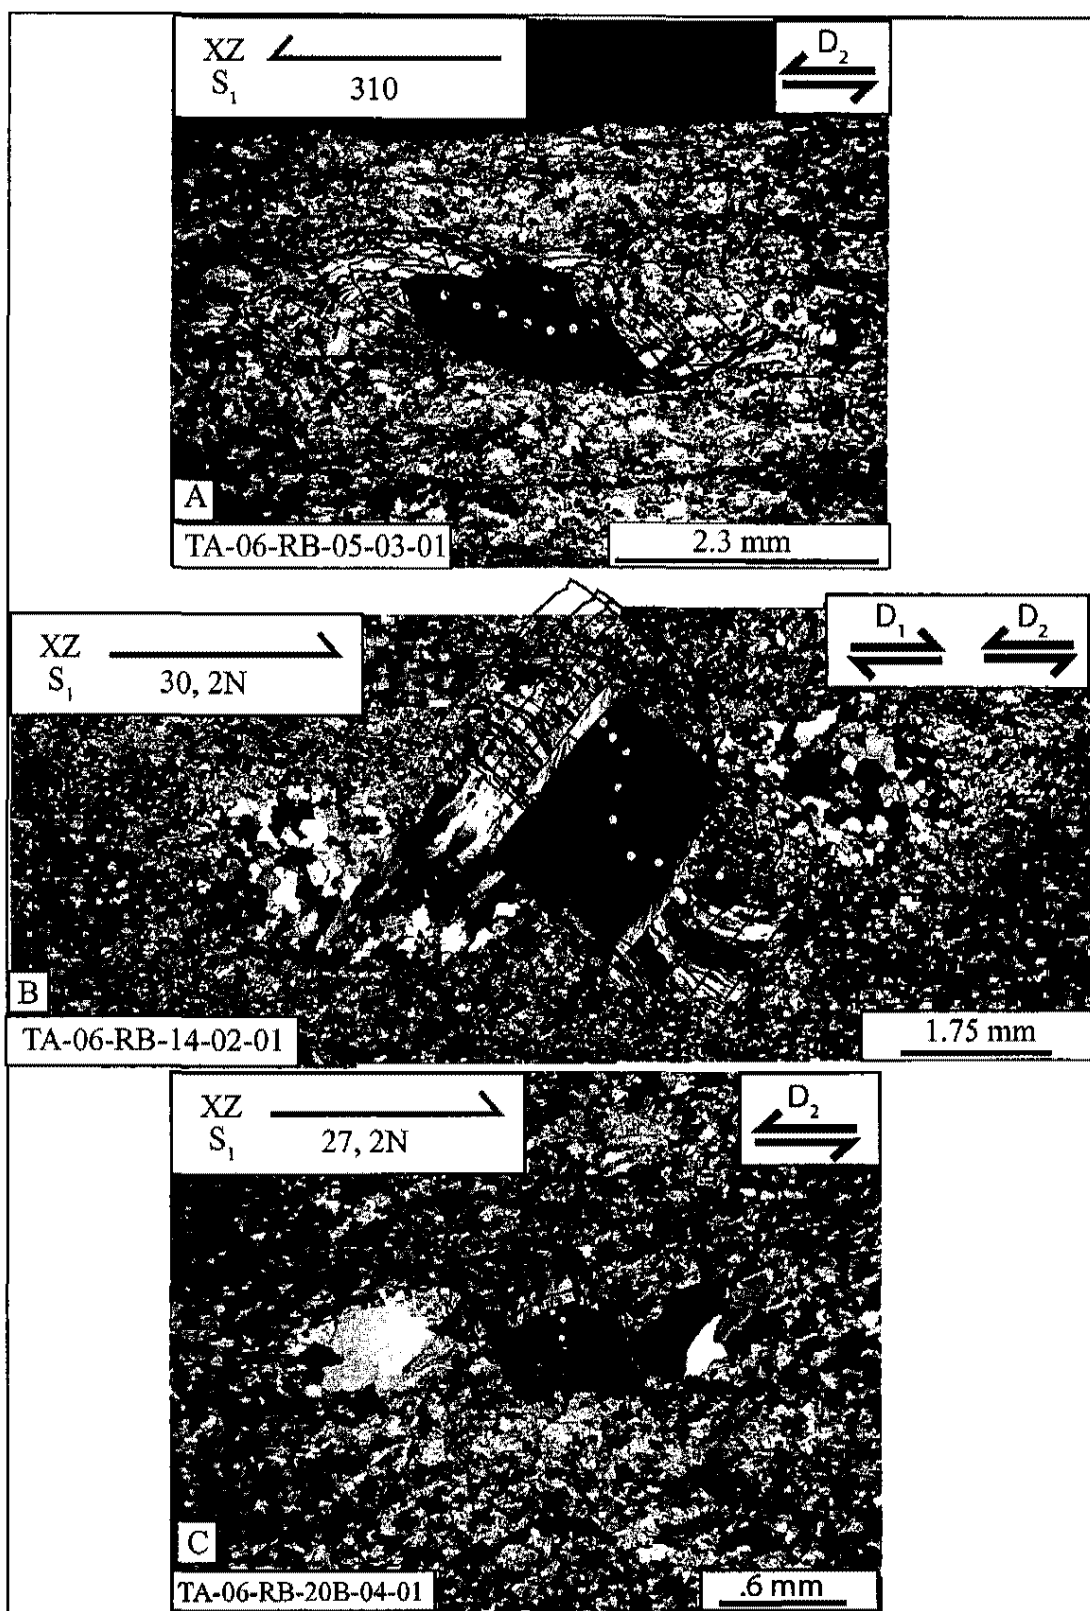 XZ
S₁
310
D₂
A
TA-06-RB-05-03-01
2.3 mm
XZ
S₁
30, 2N
D₁ D₂
B
TA-06-RB-14-02-01
1.75 mm
XZ
S₁
27, 2N
D₂
C
TA-06-RB-20B-04-01
.6 mm